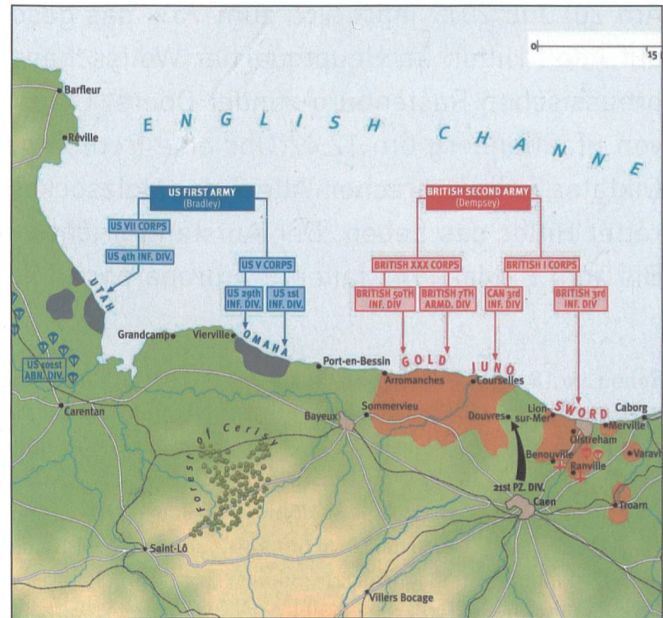 Barfleur
Réville
ENGLISH CHANNE
0 15
US FIRST ARMY
(Bradley)
BRITISH SECOND ARMY
(Dempsey)
US VII CORPS
US 4th INF. DIV.
US V CORPS
US 29th
INF. DIV.
US 1st
INF. DIV.
BRITISH XXX CORPS
BRITISH I CORPS
BRITISH 50TH
INF. DIV
BRITISH 7TH
ARMD. DIV.
CAN 3rd
INF. DIV
BRITISH 3rd
INF. DIV
UTAH
OMAHA
GOLD
JUNO
SWORD
US 101st
ABN. DIV.
Carentan
Grandcamp
Vierville
Port-en-Bessin
Arromanches
Courselles
Sommervieu
Bayeux
Douvres
Lion-
sur-Mer
Caborg
Merville
Oistreham
Benouville
Ranville
Varavi
21st PZ. DIV.
Caen
Troarn
Forest of Cerisy
Saint-Lô
Villers Bocage